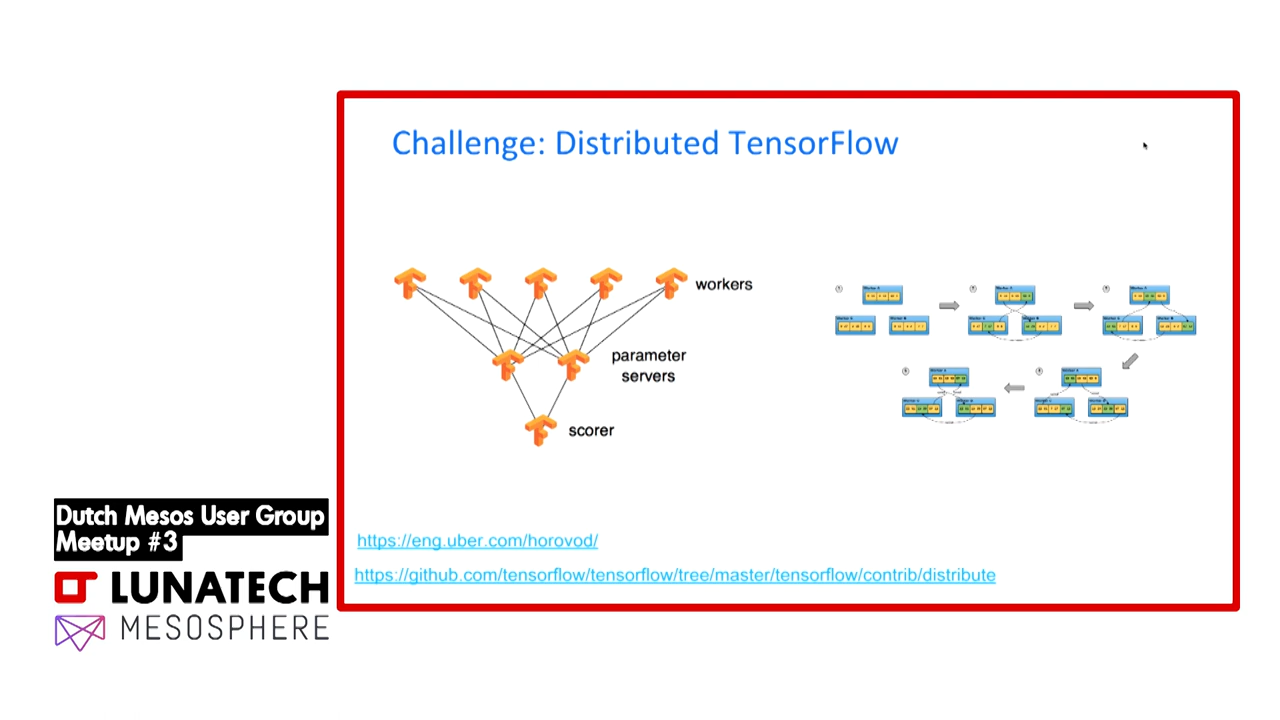 Challenge: Distributed TensorFlow
workers
parameter
servers
scorer
https://eng.uber.com/horovod/
https://github.com/tensorflow/tensorflow/tree/master/tensorflow/contrib/distribute
Dutch Mesos User Group
Meetup #3
LUNATECH
MESOSPHERE